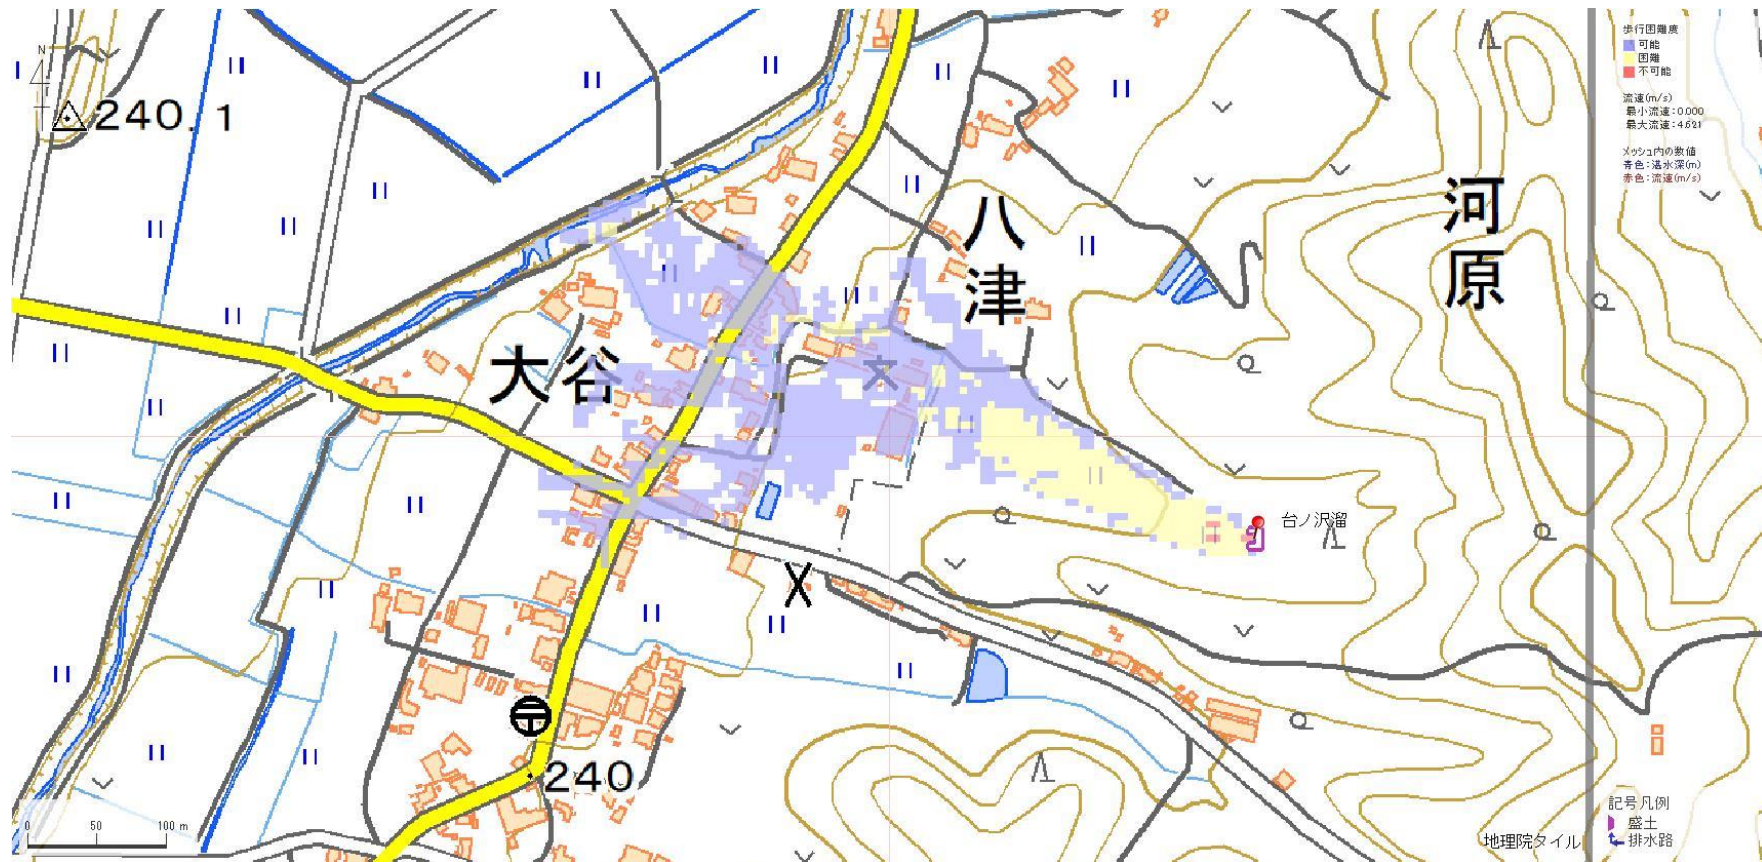 N
240.1
歩行困難度
可能
困難
不可能
流速(m/s)
最小流速:0.000
最大流速:4.621
メッシュ内の数値
青色:湛水深(m)
赤色:流速(m/s)
八津
河原
大谷
台ノ沢溜
240
0 50 100 m
地理院タイル
記号凡例
盛土
排水路